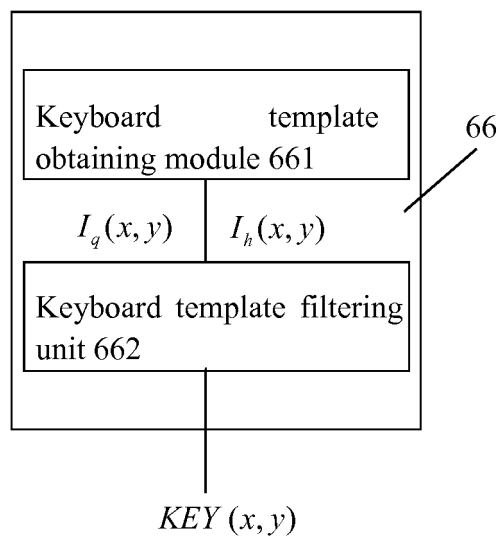 Keyboard template
obtaining module 661
66
I_q(x, y) I_h(x, y)
Keyboard template filtering
unit 662
KEY (x, y)